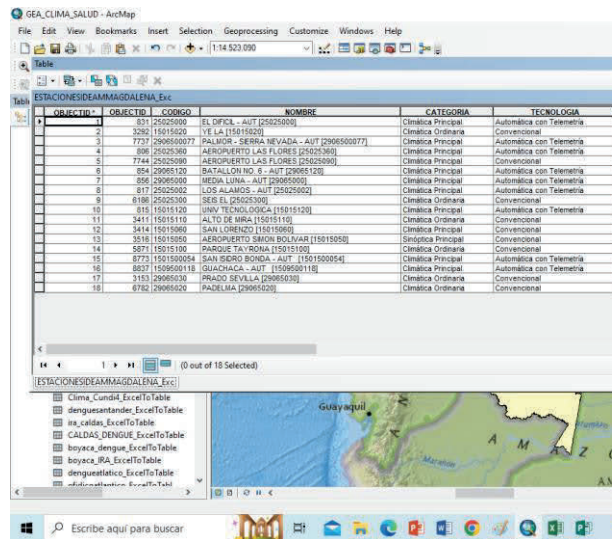 GEA_CLIMA_SALUD - ArcMap
File Edit View Bookmarks Insert Selection Geoprocessing Customize Windows Help
1:14.523.090
Table
ESTACIONESIDEAMMAGDALENA_Exc
OBJECTID * OBJECTID CODIGO NOMBRE CATEGORIA TECNOLOGIA
1 831 25025000 EL DIFICIL - AUT [25025000] Climática Principal Automática con Telemetría
2 3292 15015020 YE LA [15015020] Climática Ordinaria Convencional
3 7737 2906500077 PALMOR - SIERRA NEVADA - AUT [2906500077] Climática Principal Automática con Telemetría
4 806 25025360 AEROPUERTO LAS FLORES [25025360] Climática Principal Automática con Telemetría
5 7744 25025090 AEROPUERTO LAS FLORES [25025090] Climática Ordinaria Convencional
6 854 29065120 BATALLON NO. 6 - AUT [29065120] Climática Principal Automática con Telemetría
7 856 29065000 MEDIA LUNA - AUT [29065000] Climática Principal Automática con Telemetría
8 817 25025002 LOS ALAMOS - AUT [25025002] Climática Principal Automática con Telemetría
9 6186 25025300 SEIS EL [25025300] Climática Ordinaria Convencional
10 815 15015120 UNIV TECNOLOGICA [15015120] Climática Principal Automática con Telemetría
11 3411 15015110 ALTO DE MIRA [15015110] Climática Ordinaria Convencional
12 3414 15015060 SAN LORENZO [15015060] Climática Principal Convencional
13 3516 15015050 AEROPUERTO SIMON BOLIVAR [15015050] Sinóptica Principal Convencional
14 5871 15015100 PARQUE TAYRONA [15015100] Climática Ordinaria Convencional
15 8773 1501500054 SAN ISIDRO BONDA - AUT [1501500054] Climática Principal Automática con Telemetría
16 8837 1509500118 GUACHACA - AUT [1509500118] Climática Principal Automática con Telemetría
17 3153 29065030 PRADO SEVILLA [29065030] Climática Ordinaria Convencional
18 6782 29065020 PADELMA [29065020] Climática Ordinaria Convencional
1 (0 out of 18 Selected)
ESTACIONESIDEAMMAGDALENA_Exc
Clima_Cundi4_ExcelToTable
denguesantander_ExcelToTable
ira_caldas_ExcelToTable
CALDAS_DENGUE_ExcelToTable
boyaca_dengue_ExcelToTable
boyaca_IRA_ExcelToTable
dengueatlatico_ExcelToTable
Guayaquil
A M A Z
Marañón
Escribe aquí para buscar